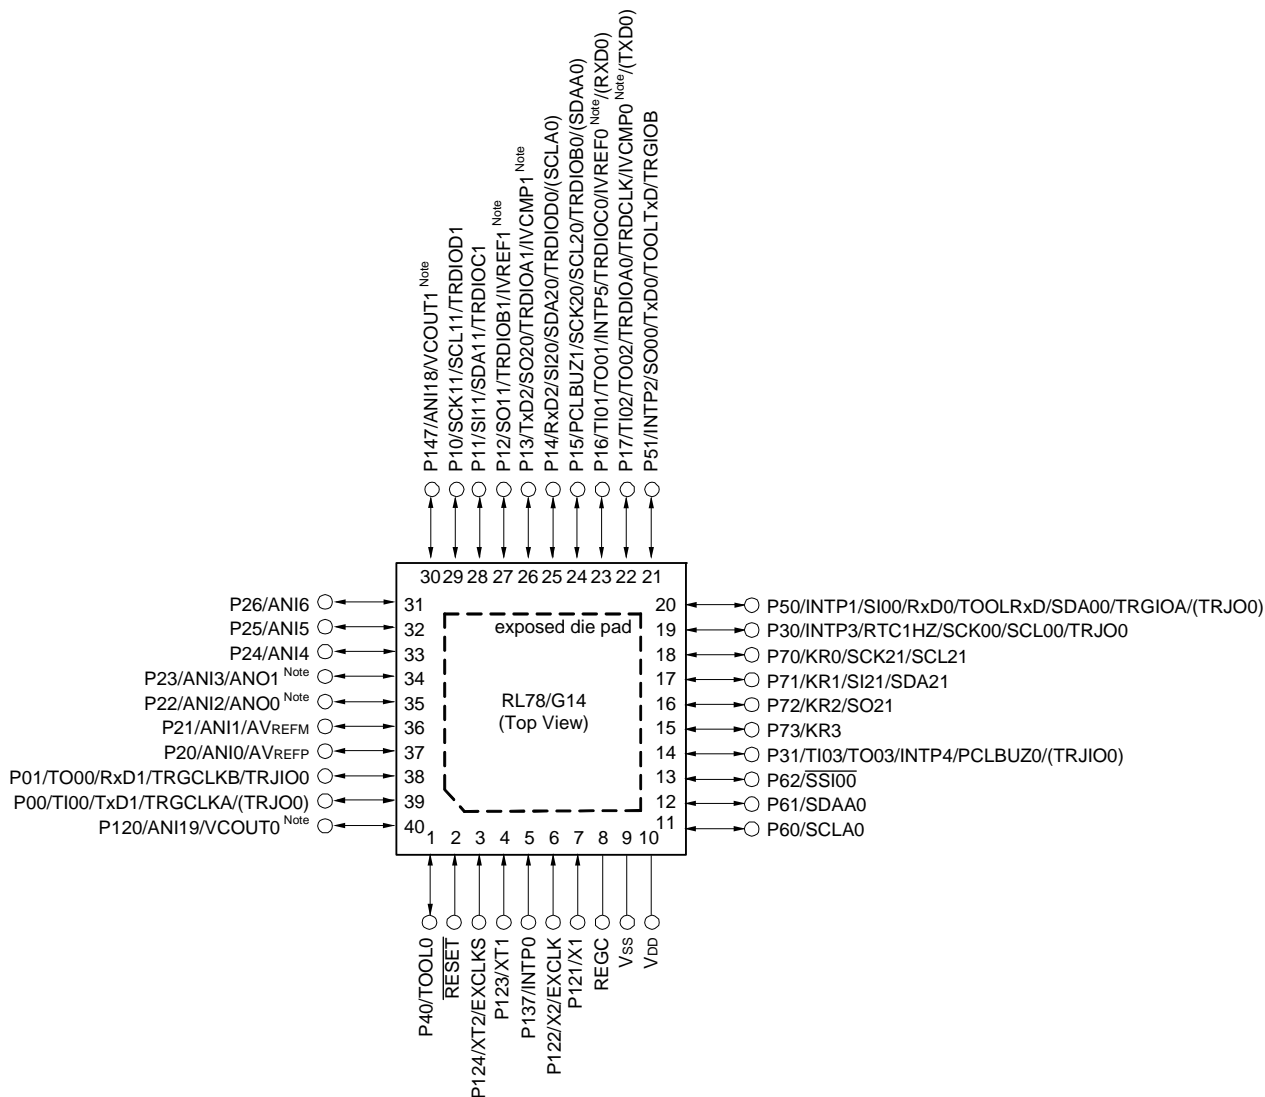 P147/ANI18/VCOUT1 Note
P10/SCK11/SCL11/TRDIOD1
P11/SI11/SDA11/TRDIOC1
P12/SO11/TRDIOB1/IVREF1 Note
P13/TxD2/SO20/TRDIOA1/IVCMP1 Note
P14/RxD2/SI20/SDA20/TRDIOD0/(SCLA0)
P15/PCLBUZ1/SCK20/SCL20/TRDIOB0/(SDAA0)
P16/TI01/TO01/INTP5/TRDIOC0/IVREF0 Note/(RXD0)
P17/TI02/TO02/TRDIOA0/TRDCLK/IVCMP0 Note/(TXD0)
P51/INTP2/SO00/TxD0/TOOLTxD/TRGIOB
30 29 28 27 26 25 24 23 22 21
P26/ANI6 31
P25/ANI5 32
P24/ANI4 33
P23/ANI3/ANO1 Note 34
P22/ANI2/ANO0 Note 35
P21/ANI1/AVREFM 36
P20/ANI0/AVREFP 37
P01/TO00/RxD1/TRGCLKB/TRJIO0 38
P00/TI00/TxD1/TRGCLKA/(TRJO0) 39
P120/ANI19/VCOUT0 Note 40
exposed die pad
RL78/G14
(Top View)
20 P50/INTP1/SI00/RxD0/TOOLRxD/SDA00/TRGIOA/(TRJO0)
19 P30/INTP3/RTC1HZ/SCK00/SCL00/TRJO0
18 P70/KR0/SCK21/SCL21
17 P71/KR1/SI21/SDA21
16 P72/KR2/SO21
15 P73/KR3
14 P31/TI03/TO03/INTP4/PCLBUZ0/(TRJIO0)
13 P62/SSI00
12 P61/SDAA0
11 P60/SCLA0
1 2 3 4 5 6 7 8 9 10
P40/TOOL0
RESET
P124/XT2/EXCLKS
P123/XT1
P137/INTP0
P122/X2/EXCLK
P121/X1
REGC
VSS
VDD